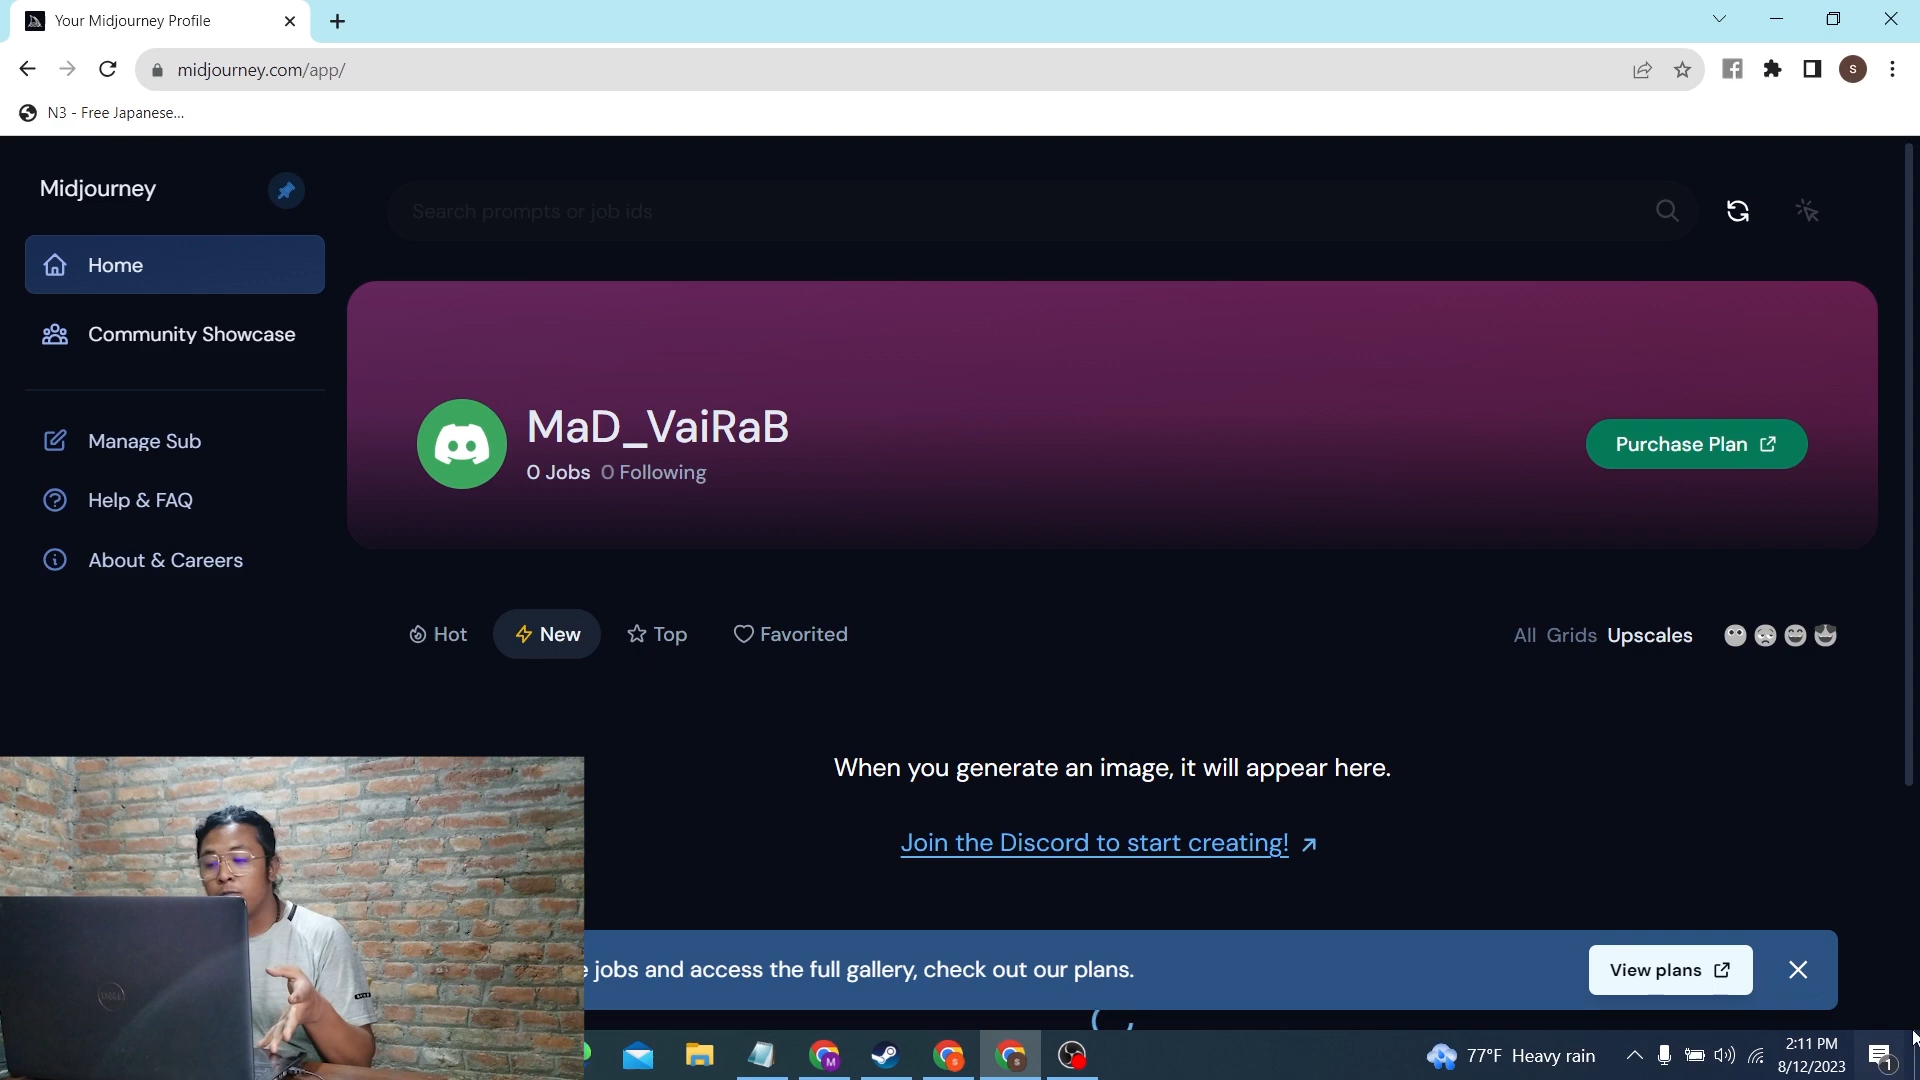 Your Midjourney Profile
midjourney.com/app/
S
N3 - Free Japanese...
Midjourney
Search prompts or job ids
Home
Community Showcase
MaD_VaiRaB
0 Jobs 0 Following
Purchase Plan
Manage Sub
Help & FAQ
About & Careers
Hot
New
Top
Favorited
All Grids Upscales
When you generate an image, it will appear here.
Join the Discord to start creating!
jobs and access the full gallery, check out our plans.
View plans
77°F Heavy rain
2:11 PM
8/12/2023
1